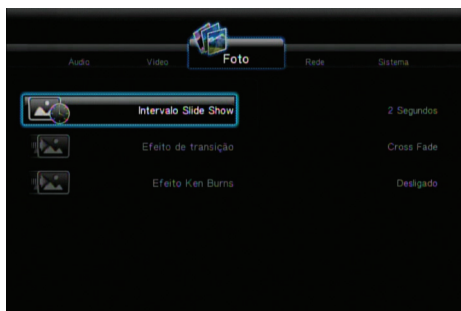 Audio Video Foto Rede Sistema
Intervalo Slide Show 2 Segundos
Efeito de transição Cross Fade
Efeito Ken Burns Desligado